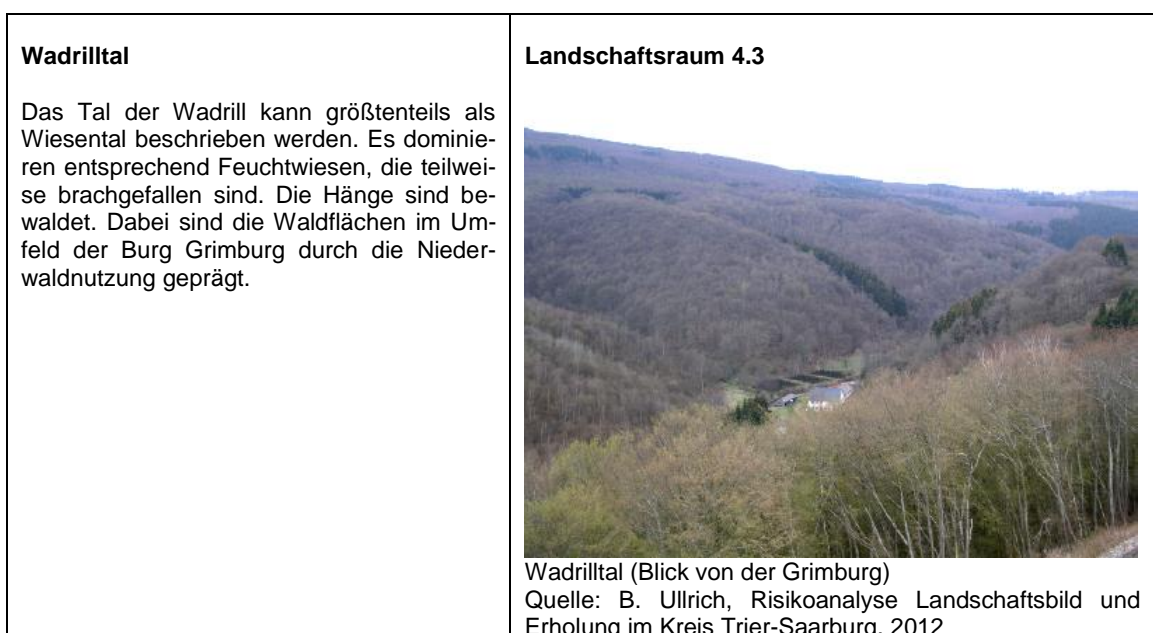 Wadrilltal
Das Tal der Wadrill kann größtenteils als
Wiesental beschrieben werden. Es dominie-
ren entsprechend Feuchtwiesen, die teilwei-
se brachgefallen sind. Die Hänge sind be-
waldet. Dabei sind die Waldflächen im Um-
feld der Burg Grimburg durch die Nieder-
waldnutzung geprägt.
Landschaftsraum 4.3
Wadrilltal (Blick von der Grimburg)
Quelle: B. Ullrich, Risikoanalyse Landschaftsbild und
Erholung im Kreis Trier-Saarburg, 2012